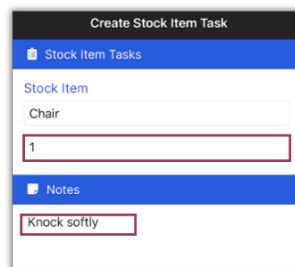 Create Stock Item Task
Stock Item Tasks
Stock Item
Chair
1
Notes
Knock softly